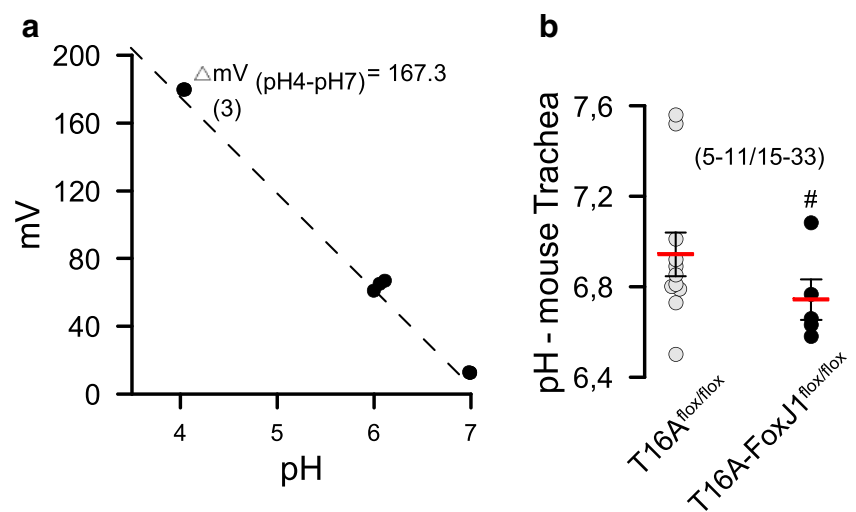 a
200
160
120
80
40
0
mV
△mV (pH4-pH7) = 167.3
(3)
4 5 6 7
pH
b
7,6
7,2
6,8
6,4
pH - mouse Trachea
(5-11/15-33)
#
T16Aflox/flox
T16A-FoxJ1flox/flox